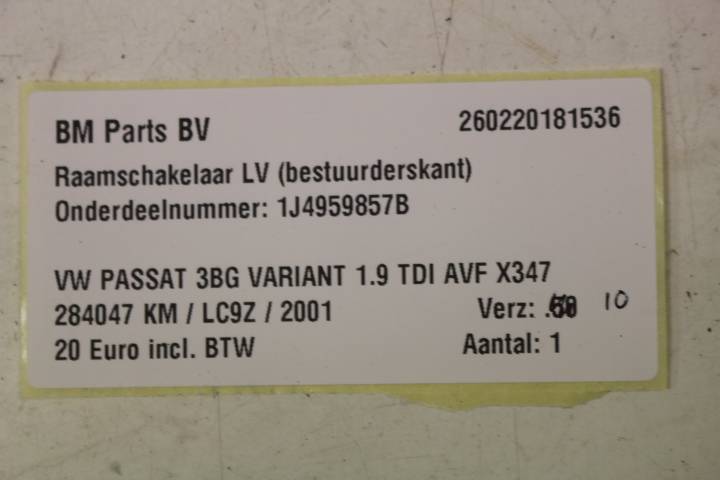 BM Parts BV 260220181536
Raamschakelaar LV (bestuurderskant)
Onderdeelnummer: 1J4959857B
VW PASSAT 3BG VARIANT 1.9 TDI AVF X347
284047 KM / LC9Z / 2001 Verz: 10
20 Euro incl. BTW Aantal: 1